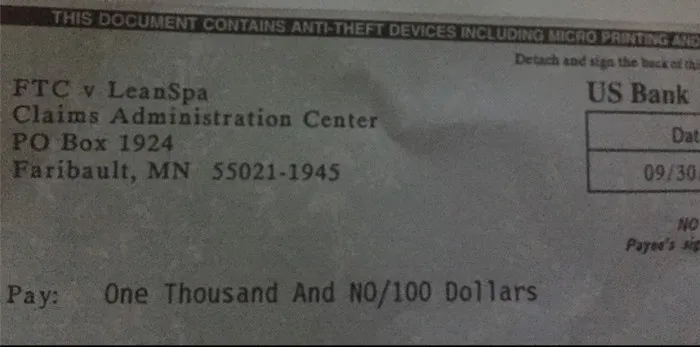 THIS DOCUMENT CONTAINS ANTI-THEFT DEVICES INCLUDING MICRO PRINTING AND
Detach and sign the back of
FTC v LeanSpa
Claims Administration Center
PO Box 1924
Faribault, MN 55021-1945
US Bank
Dat
09/30
NO
Payee's
Pay: One Thousand And NO/100 Dollars